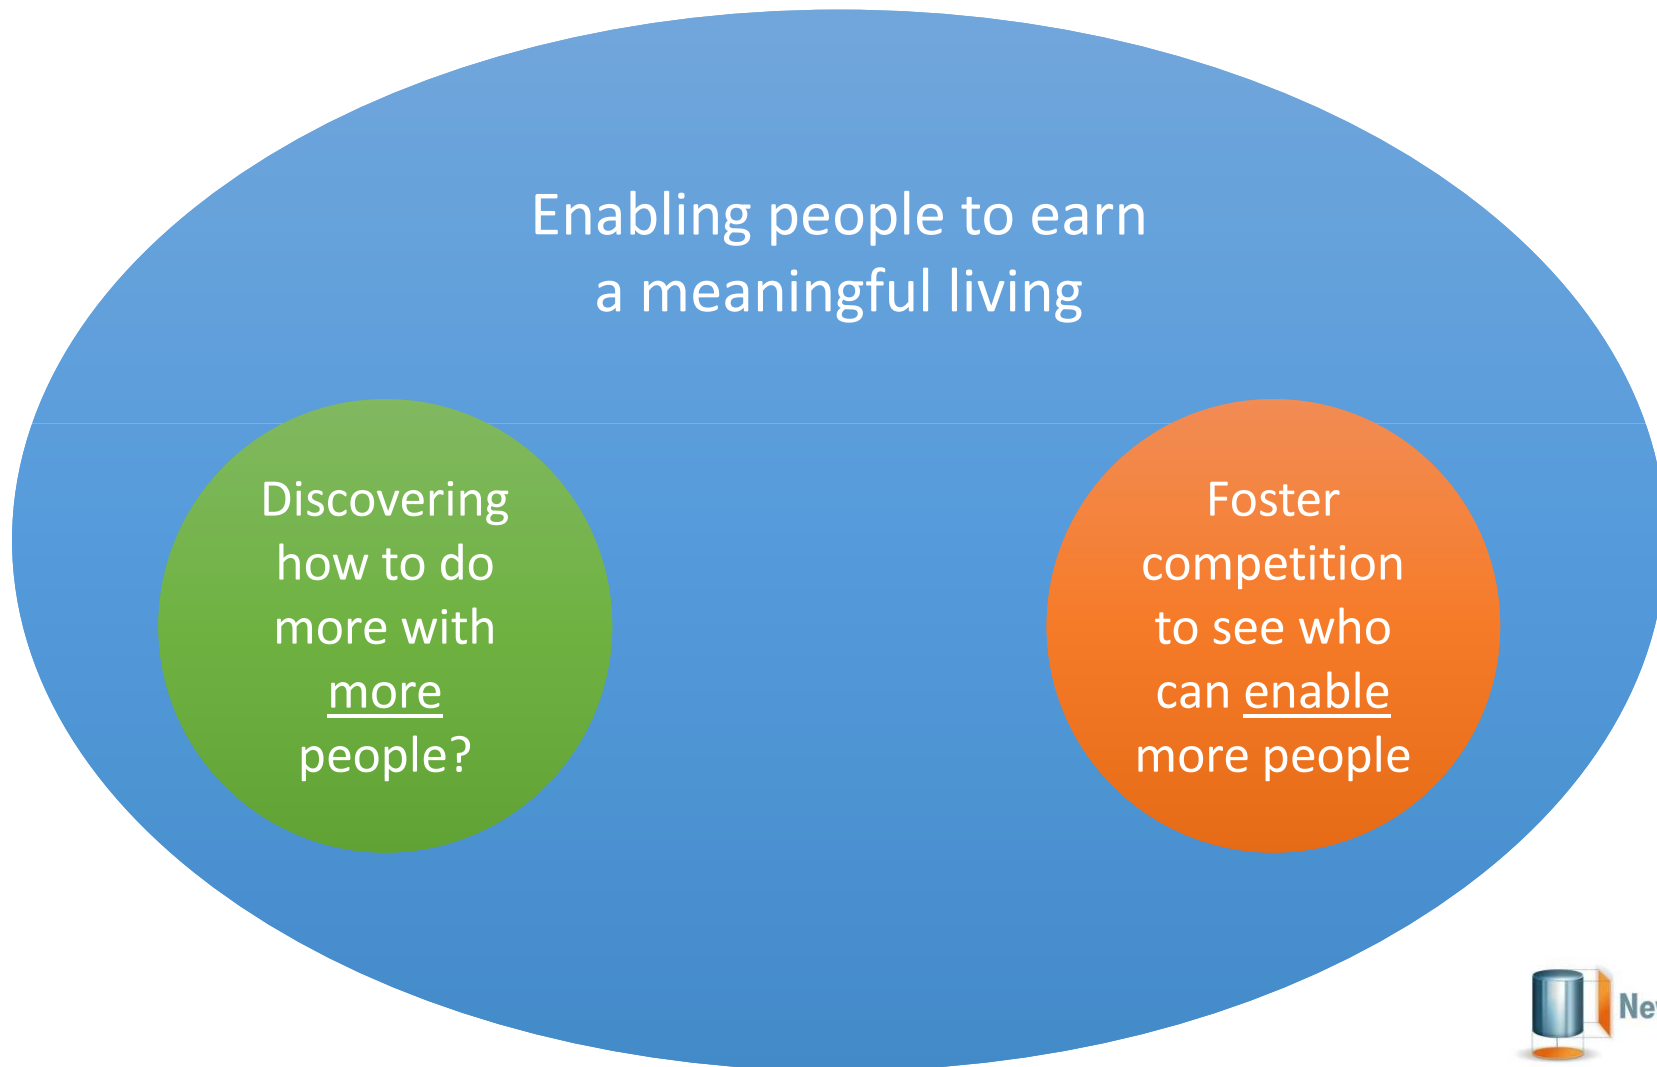 Enabling people to earn
a meaningful living
Discovering
how to do
more with
more
people?
Foster
competition
to see who
can enable
more people